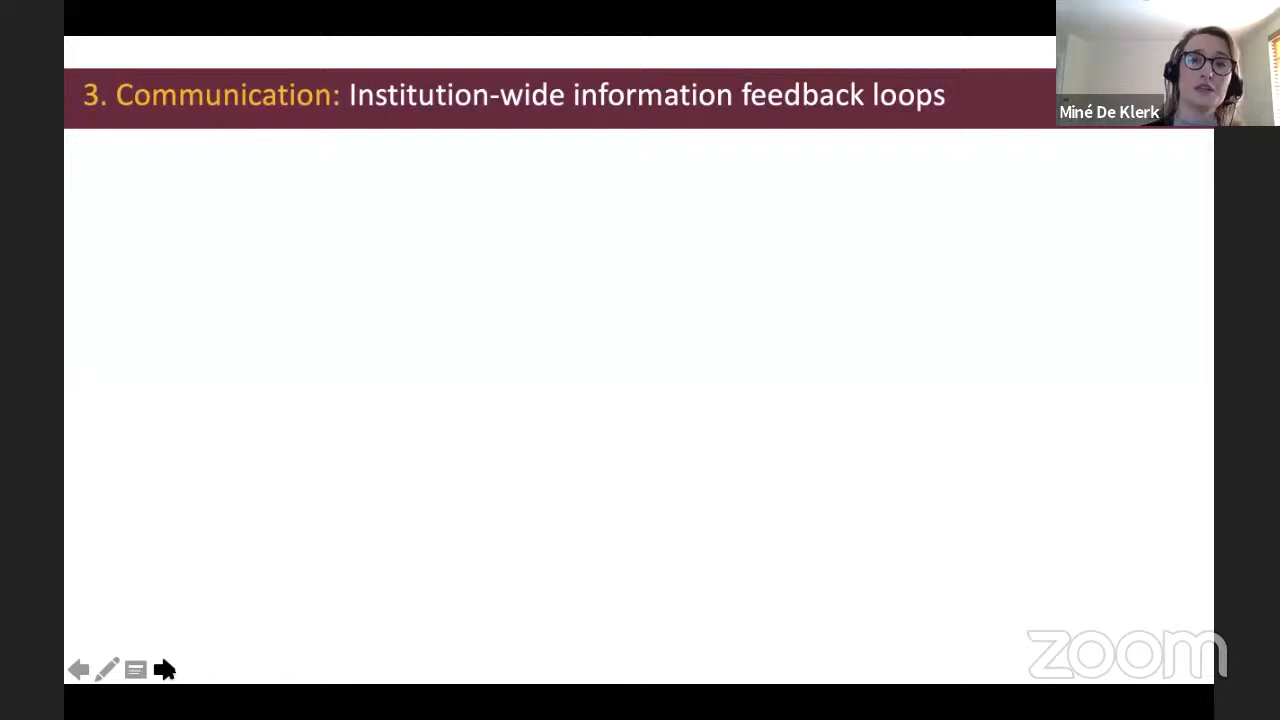 3. Communication: Institution-wide information feedback loops
Miné De Klerk
zoom